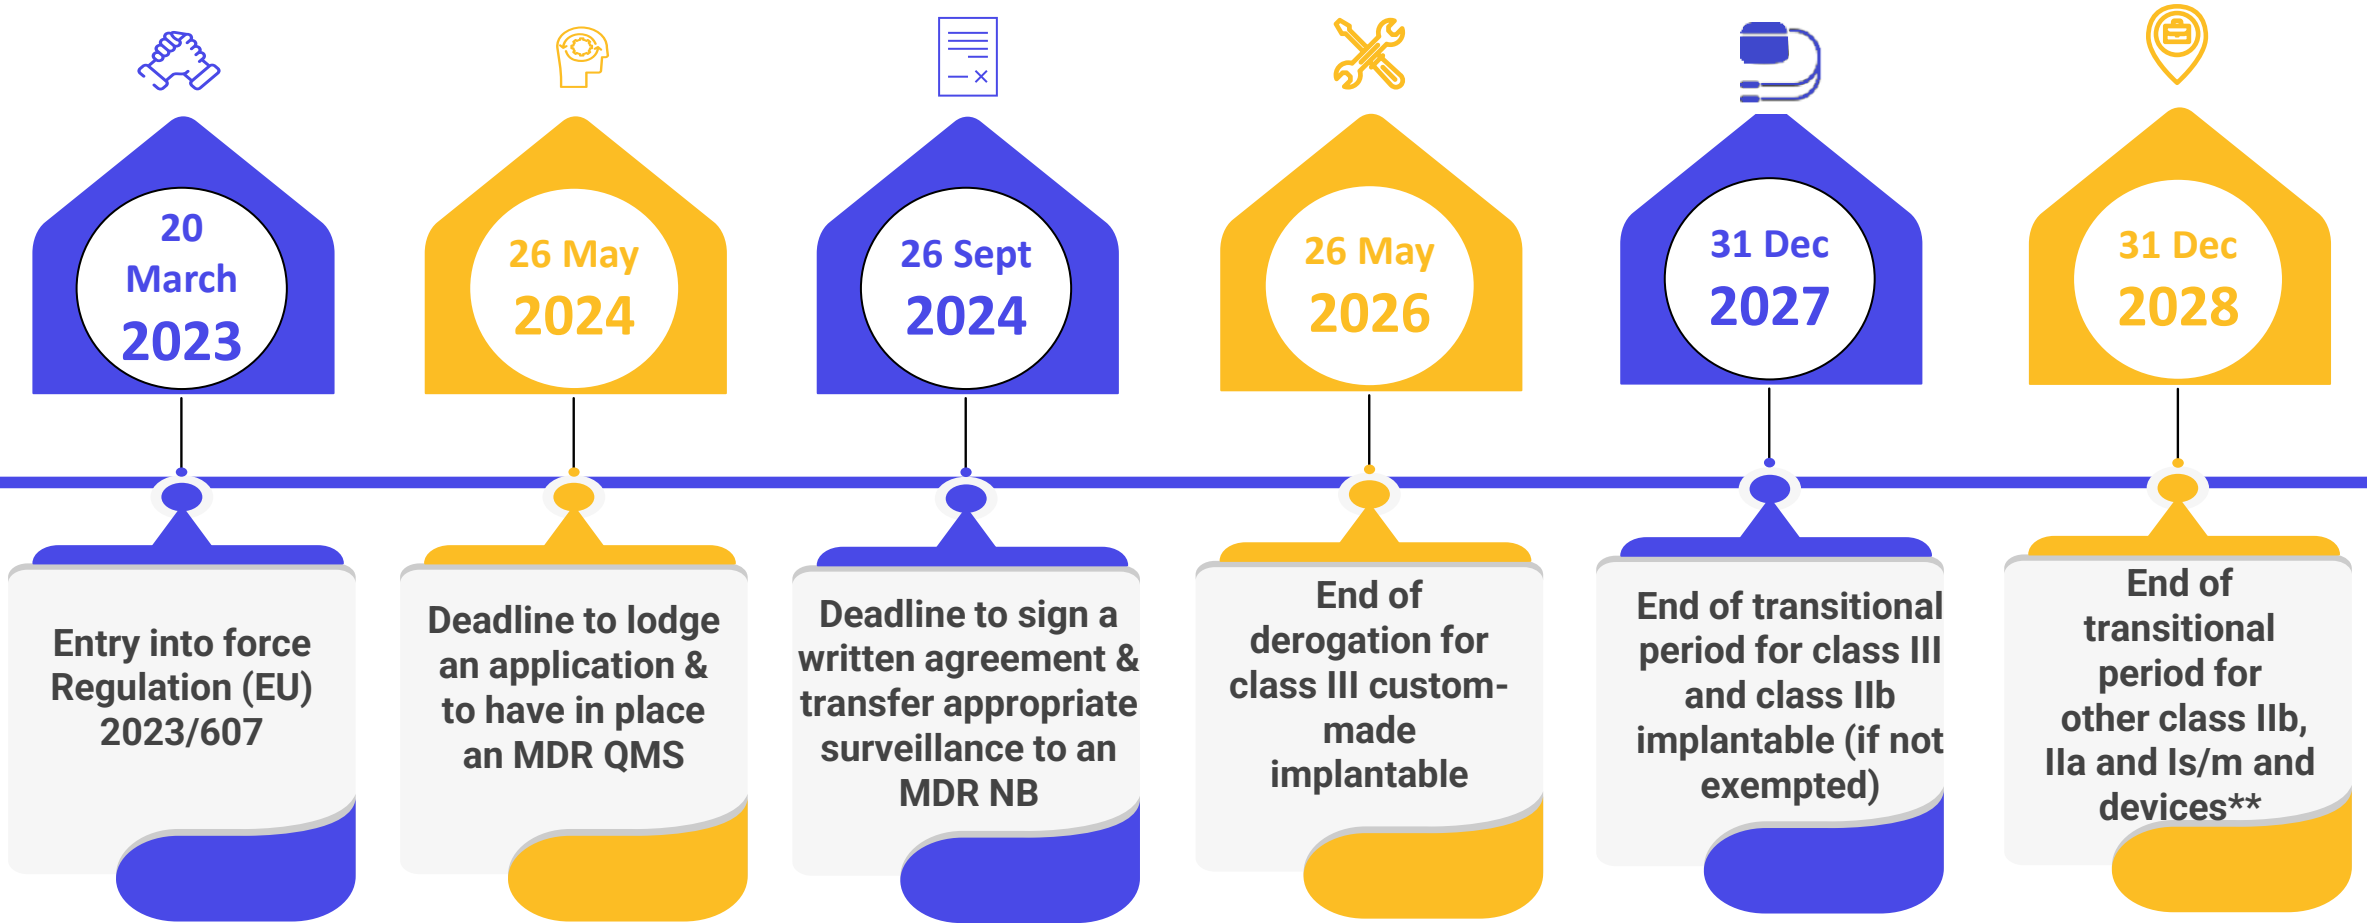 20
March
2023
26 May
2024
26 Sept
2024
26 May
2026
31 Dec
2027
31 Dec
2028
Entry into force
Regulation (EU)
2023/607
Deadline to lodge
an application &
to have in place
an MDR QMS
Deadline to sign a
written agreement &
transfer appropriate
surveillance to an
MDR NB
End of
derogation for
class III custom-
made
implantable
End of transitional
period for class III
and class IIb
implantable (if not
exempted)
End of
transitional
period for
other class IIb,
IIa and Is/m and
devices**